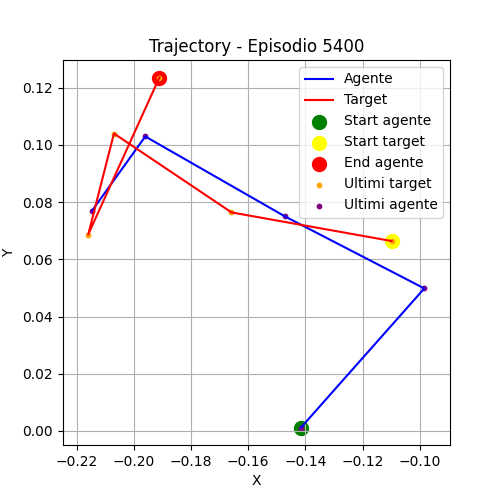 Trajectory - Episodio 5400
Agente
Target
Start agente
Start target
End agente
Ultimi target
Ultimi agente
0.12
0.10
0.08
0.06
0.04
0.02
0.00
Y
−0.22 −0.20 −0.18 −0.16 −0.14 −0.12 −0.10
X